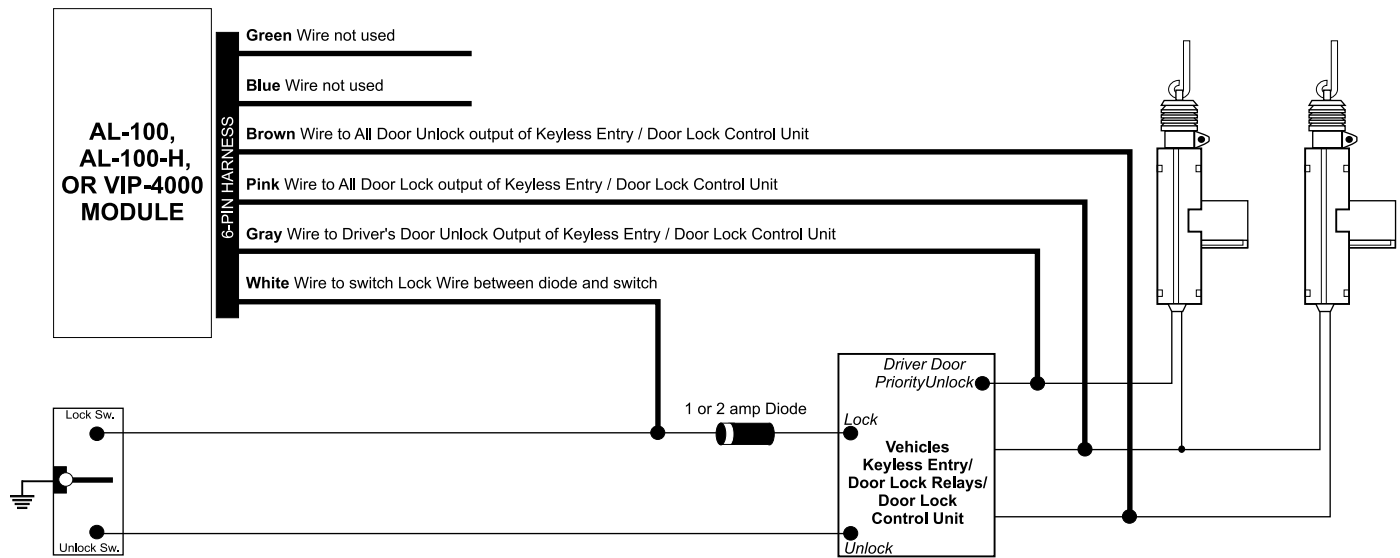 AL-100,
AL-100-H,
OR VIP-4000
MODULE
6-PIN HARNESS
Green Wire not used
Blue Wire not used
Brown Wire to All Door Unlock output of Keyless Entry / Door Lock Control Unit
Pink Wire to All Door Lock output of Keyless Entry / Door Lock Control Unit
Gray Wire to Driver's Door Unlock Output of Keyless Entry / Door Lock Control Unit
White Wire to switch Lock Wire between diode and switch
Driver Door
PriorityUnlock
1 or 2 amp Diode
Lock Sw.
Lock
Vehicles
Keyless Entry/
Door Lock Relays/
Door Lock
Control Unit
Unlock Sw.
Unlock